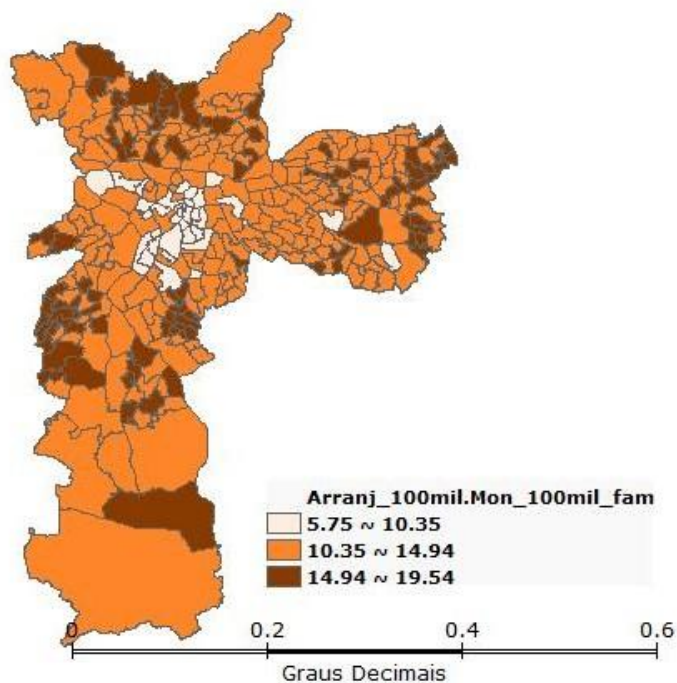 Arranj_100mil.Mon_100mil_fam
5.75 ~ 10.35
10.35 ~ 14.94
14.94 ~ 19.54
0 0.2 0.4 0.6
Graus Decimais